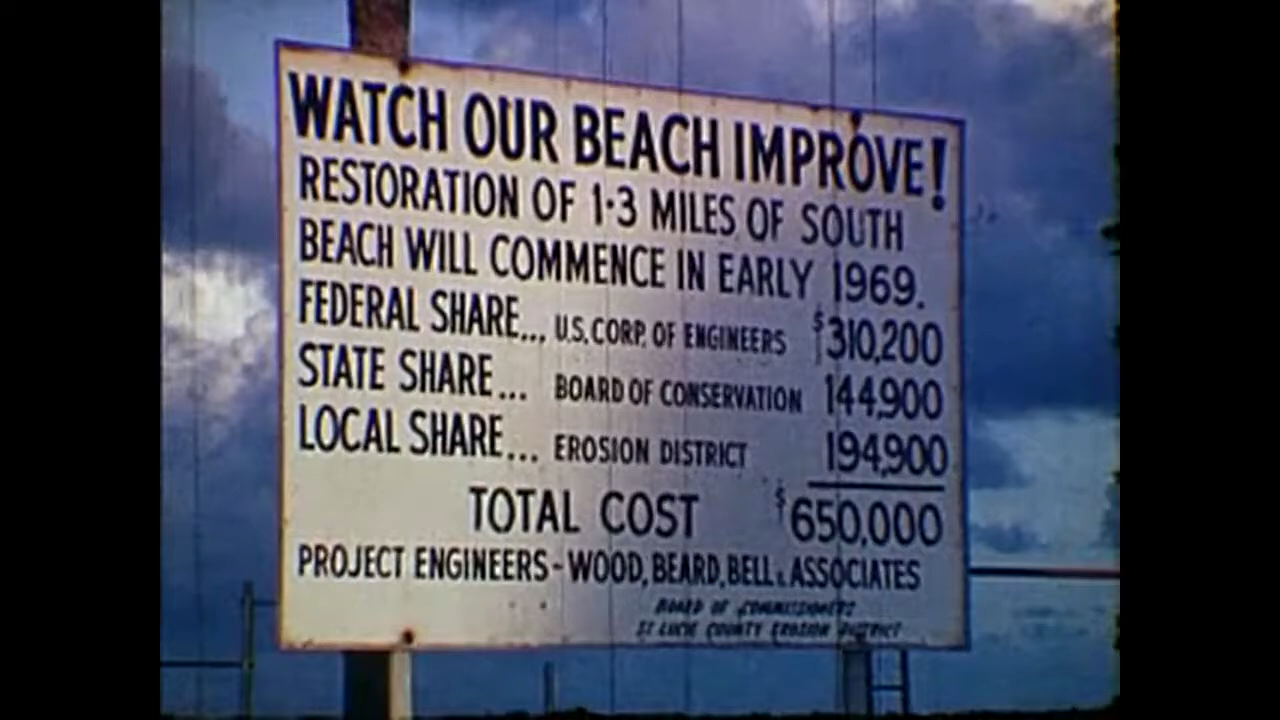 WATCH OUR BEACH IMPROVE!
RESTORATION OF 1·3 MILES OF SOUTH
BEACH WILL COMMENCE IN EARLY 1969.
FEDERAL SHARE... U.S. CORP. OF ENGINEERS $310,200
STATE SHARE... BOARD OF CONSERVATION 144,900
LOCAL SHARE... EROSION DISTRICT 194,900
TOTAL COST $650,000
PROJECT ENGINEERS - WOOD, BEARD, BELL & ASSOCIATES
BOARD OF COMMISSIONERS
ST LUCIE COUNTY EROSION DISTRICT